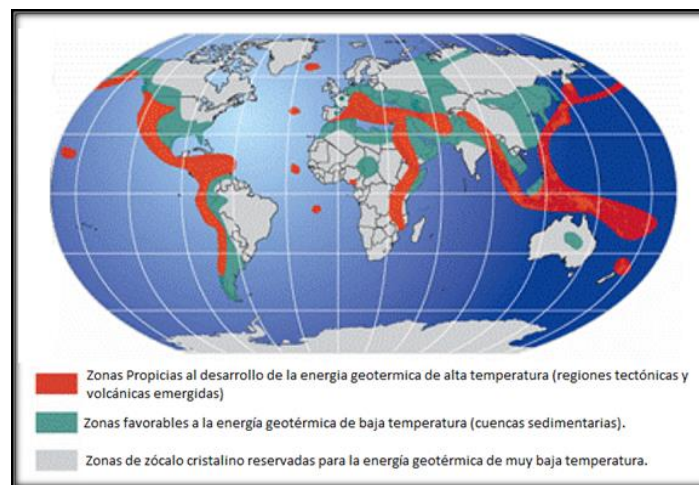 Zonas Propicias al desarrollo de la energia geotermica de alta temperatura (regiones tectónicas y
volcánicas emergidas)
Zonas favorables a la energía geotérmica de baja temperatura (cuencas sedimentarias).
Zonas de zócalo cristalino reservadas para la energía geotérmica de muy baja temperatura.